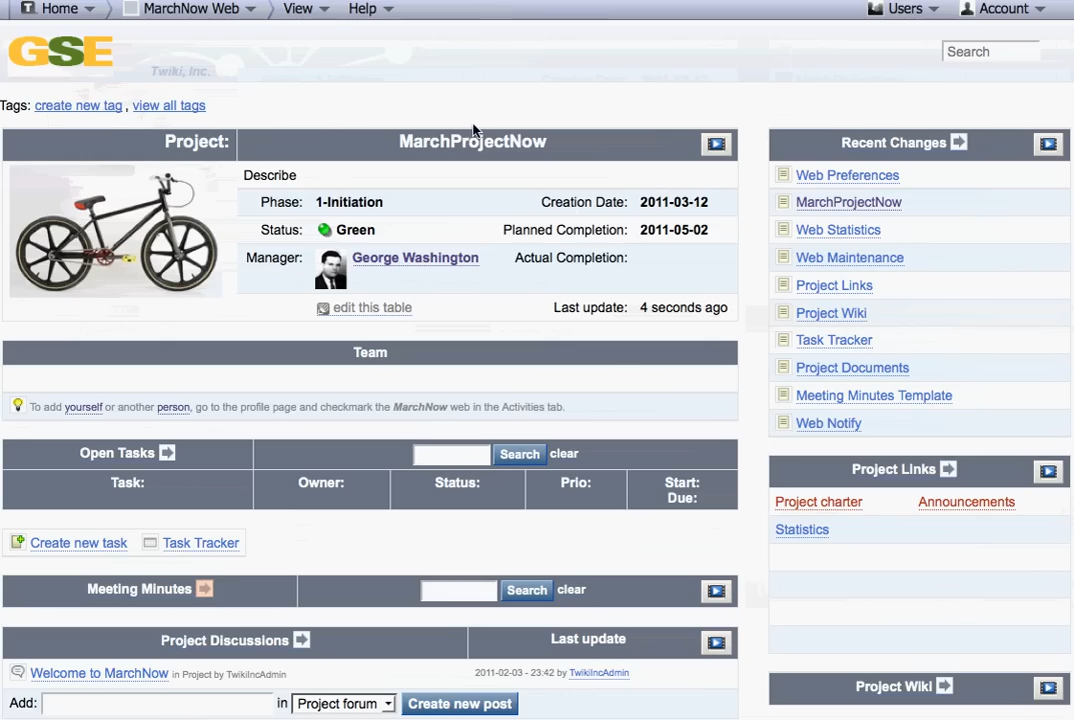 Home MarchNow Web View Help Users Account
GSE
Twiki, Inc.
Search
Tags: create new tag , view all tags
Project: MarchProjectNow
Describe
Phase: 1-Initiation Creation Date: 2011-03-12
Status: Green Planned Completion: 2011-05-02
Manager: George Washington Actual Completion:
edit this table Last update: 4 seconds ago
Team
To add yourself or another person, go to the profile page and checkmark the MarchNow web in the Activities tab.
Open Tasks Search clear
Task: Owner: Status: Prio: Start:
Due:
Create new task Task Tracker
Meeting Minutes Search clear
Project Discussions Last update
Welcome to MarchNow in Project by TwikiIncAdmin 2011-02-03 - 23:42 by TwikiIncAdmin
Add: in Project forum Create new post
Recent Changes
Web Preferences
MarchProjectNow
Web Statistics
Web Maintenance
Project Links
Project Wiki
Task Tracker
Project Documents
Meeting Minutes Template
Web Notify
Project Links
Project charter Announcements
Statistics
Project Wiki